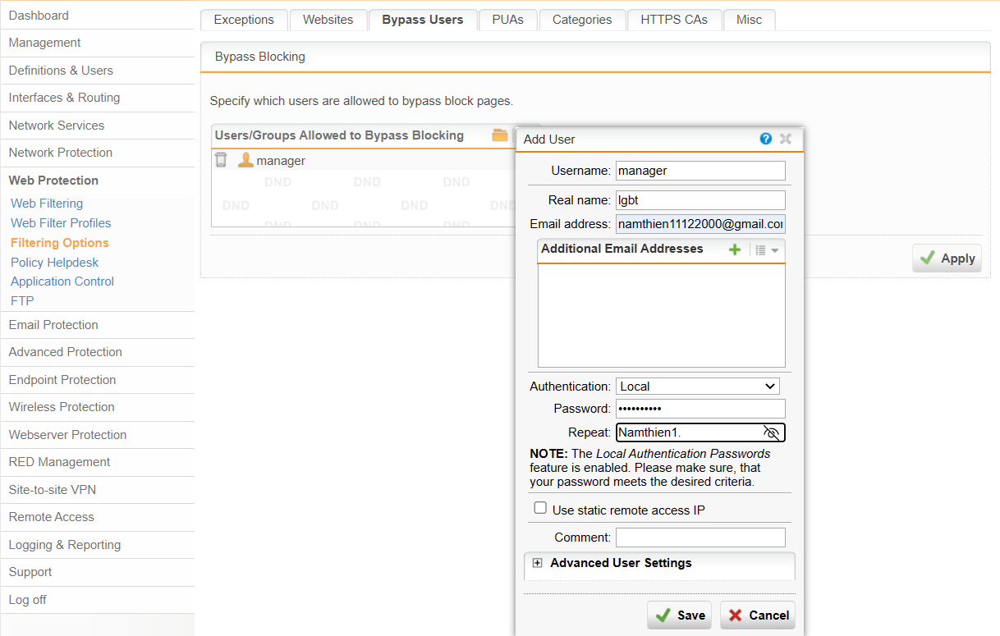 Dashboard
Management
Definitions & Users
Interfaces & Routing
Network Services
Network Protection
Web Protection
Web Filtering
Web Filter Profiles
Filtering Options
Policy Helpdesk
Application Control
FTP
Email Protection
Advanced Protection
Endpoint Protection
Wireless Protection
Webserver Protection
RED Management
Site-to-site VPN
Remote Access
Logging & Reporting
Support
Log off
Exceptions Websites Bypass Users PUAs Categories HTTPS CAs Misc
Bypass Blocking
Specify which users are allowed to bypass block pages.
Users/Groups Allowed to Bypass Blocking
manager
DND DND DND
DND DND DND DND
DND DND DND
Apply
Add User
Username: manager
Real name: lgbt
Email address: namthien11122000@gmail.co
Additional Email Addresses
Authentication: Local
Password: ••••••••••
Repeat: Namthien1.
NOTE: The Local Authentication Passwords
feature is enabled. Please make sure, that
your password meets the desired criteria.
Use static remote access IP
Comment:
Advanced User Settings
Save Cancel